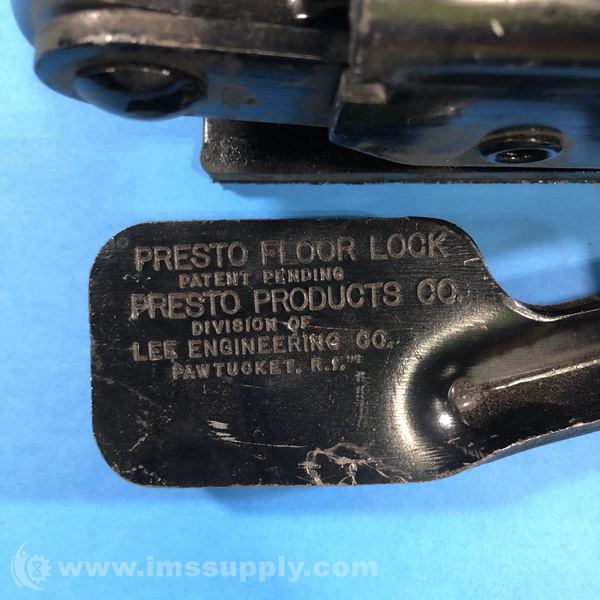 PRESTO FLOOR LOCK
PATENT PENDING
PRESTO PRODUCTS CO.
DIVISION OF
LEE ENGINEERING CO.
PAWTUCKET, R.I.
www.imssupply.com